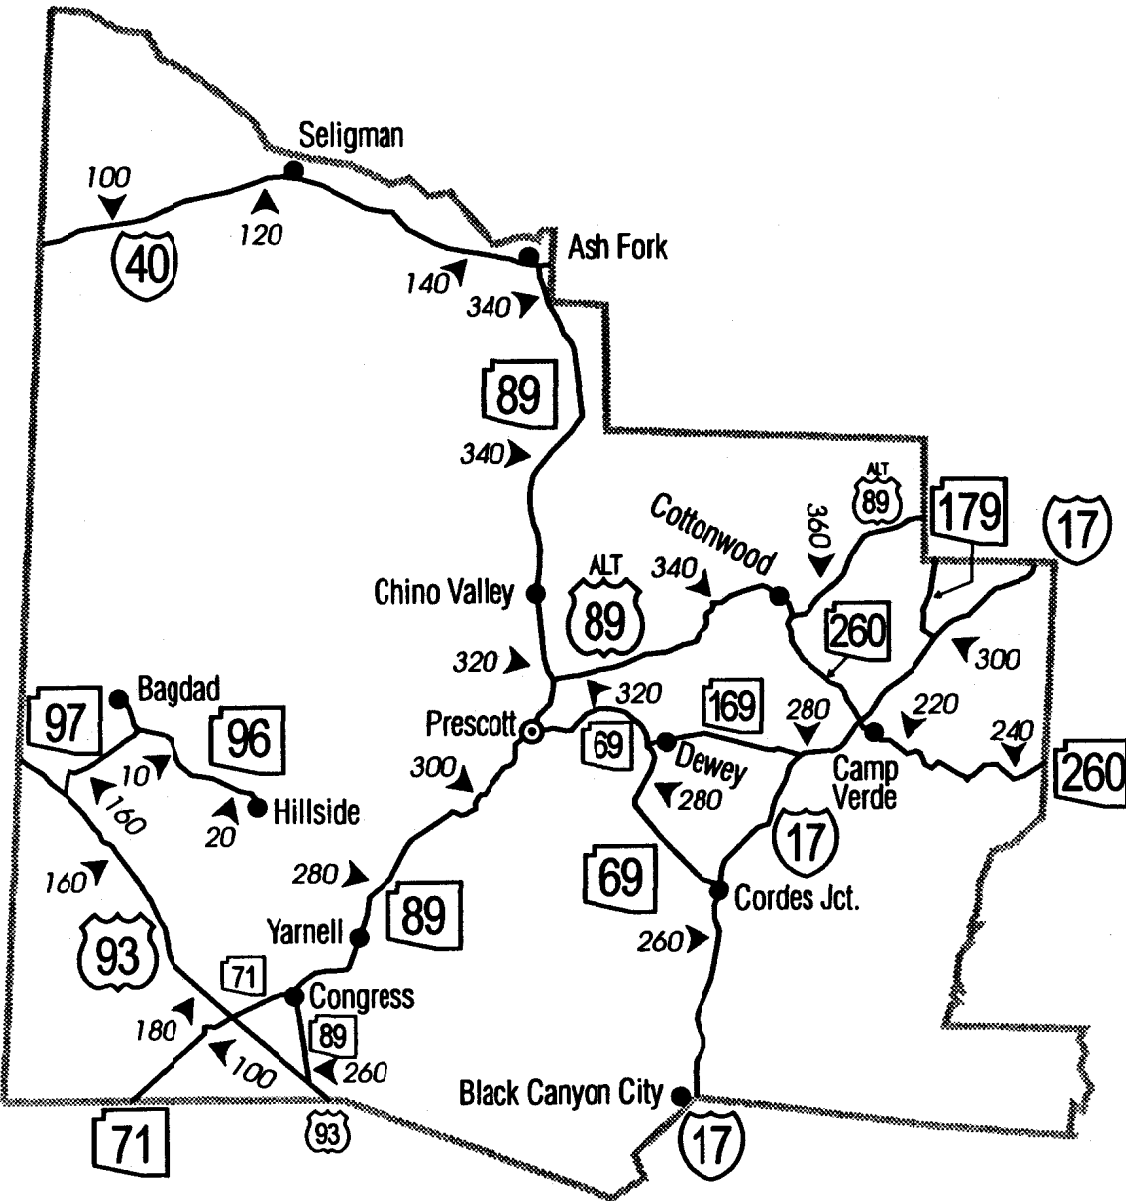 Seligman
100
120
40
Ash Fork
140
340
89
340
ALT
89
179
17
Cottonwood
360
ALT
340
Chino Valley
89
260
320
300
Bagdad
320
169
220
97
96
Prescott
280
240
69
Dewey
10
300
Camp
Verde
260
160
Hillside
280
20
17
160
280
69
Cordes Jct.
89
Yarnell
260
93
71
Congress
180
89
100
260
Black Canyon City
71
93
17